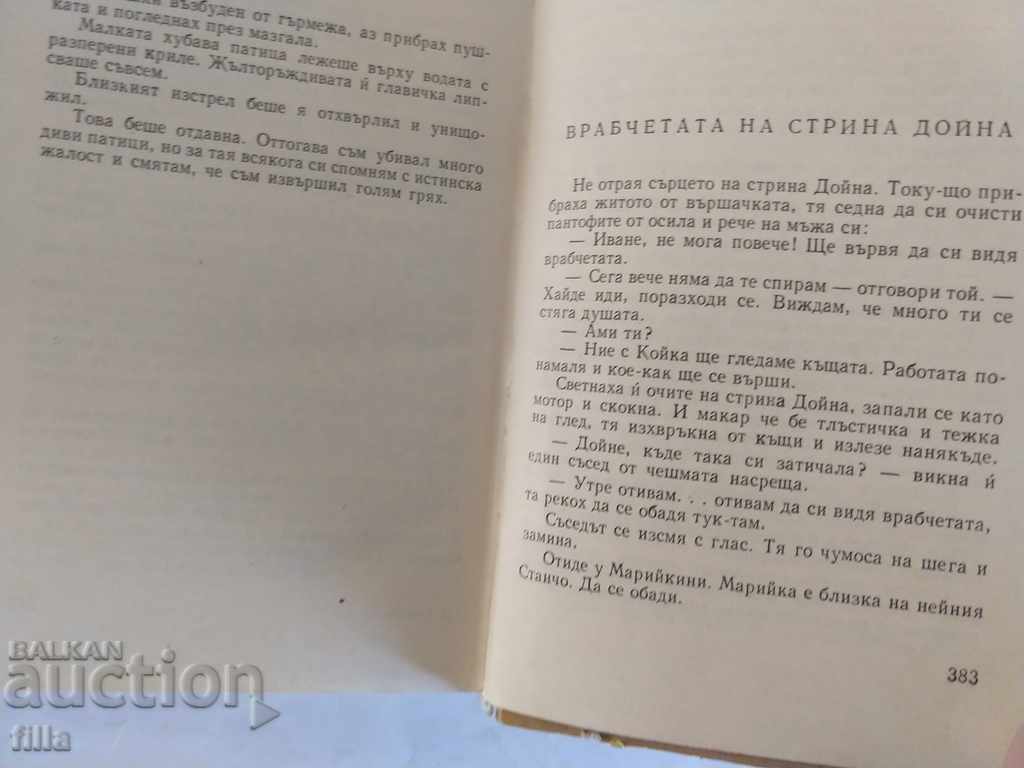 възбуден от гърмежа, аз прибрах пуш-
ката и погледнах през мазгала.
Малката хубава патица лежеше върху водата с
разперени криле. Жълторъждивата ѝ главичка лип-
сваше съвсем.
Близкият изстрел беше я отхвърлил и унищо-
жил.
Това беше отдавна. Оттогава съм убивал много
диви патици, но за тая всякога си спомням с истинска
жалост и смятам, че съм извършил голям грях.
ВРАБЧЕТАТА НА СТРИНА ДОЙНА
Не отрая сърцето на стрина Дойна. Току-що при-
браха житото от вършачката, тя седна да си очисти
пантофите от осила и рече на мъжа си:
— Иване, не мога повече! Ще вървя да си видя
врабчетата.
— Сега вече няма да те спирам — отговори той. —
Хайде иди, поразходи се. Виждам, че много ти се
стяга душата.
— Ами ти?
— Ние с Койка ще гледаме къщата. Работата по-
намаля и кое-как ще се върши.
Светнаха ѝ очите на стрина Дойна, запали се като
мотор и скокна. И макар че бе тлъстичка и тежка
на глед, тя изхвръкна от къщи и излезе нанякъде.
— Дойне, къде така си затичала? — викна ѝ
един съсед от чешмата насреща.
— Утре отивам. . . отивам да си видя врабчетата,
та рекох да се обадя тук-там.
Съседът се изсмя с глас. Тя го чумоса на шега и
замина.
Отиде у Марийкини. Марийка е близка на нейния
Станчо. Да се обади.
383
BALKAN
auction
filla